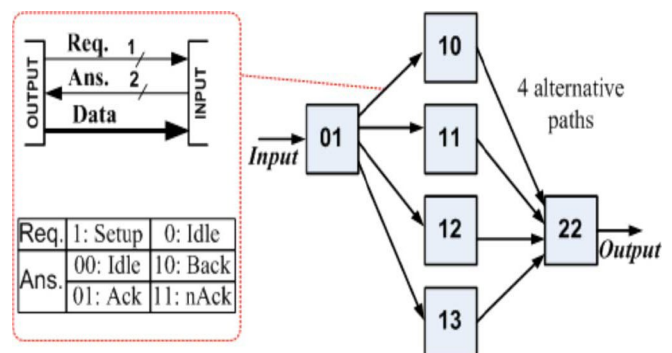 Req. 1
Ans. 2
Data
OUTPUT
INPUT
Req. 1: Setup 0: Idle
Ans. 00: Idle 10: Back
01: Ack 11: nAck
Input
01
10
11
12
13
22
Output
4 alternative
paths